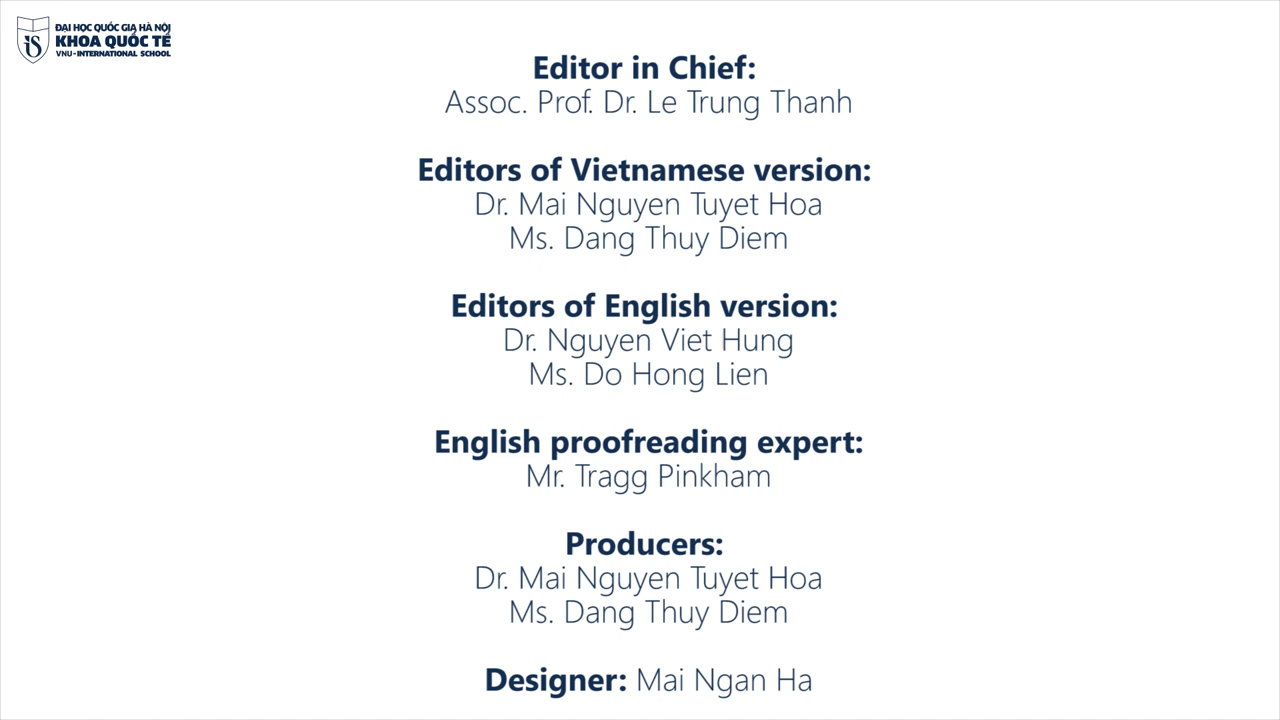 ĐẠI HỌC QUỐC GIA HÀ NỘI
KHOA QUỐC TẾ
VNU-INTERNATIONAL SCHOOL
iS
Editor in Chief:
Assoc. Prof. Dr. Le Trung Thanh
Editors of Vietnamese version:
Dr. Mai Nguyen Tuyet Hoa
Ms. Dang Thuy Diem
Editors of English version:
Dr. Nguyen Viet Hung
Ms. Do Hong Lien
English proofreading expert:
Mr. Tragg Pinkham
Producers:
Dr. Mai Nguyen Tuyet Hoa
Ms. Dang Thuy Diem
Designer: Mai Ngan Ha